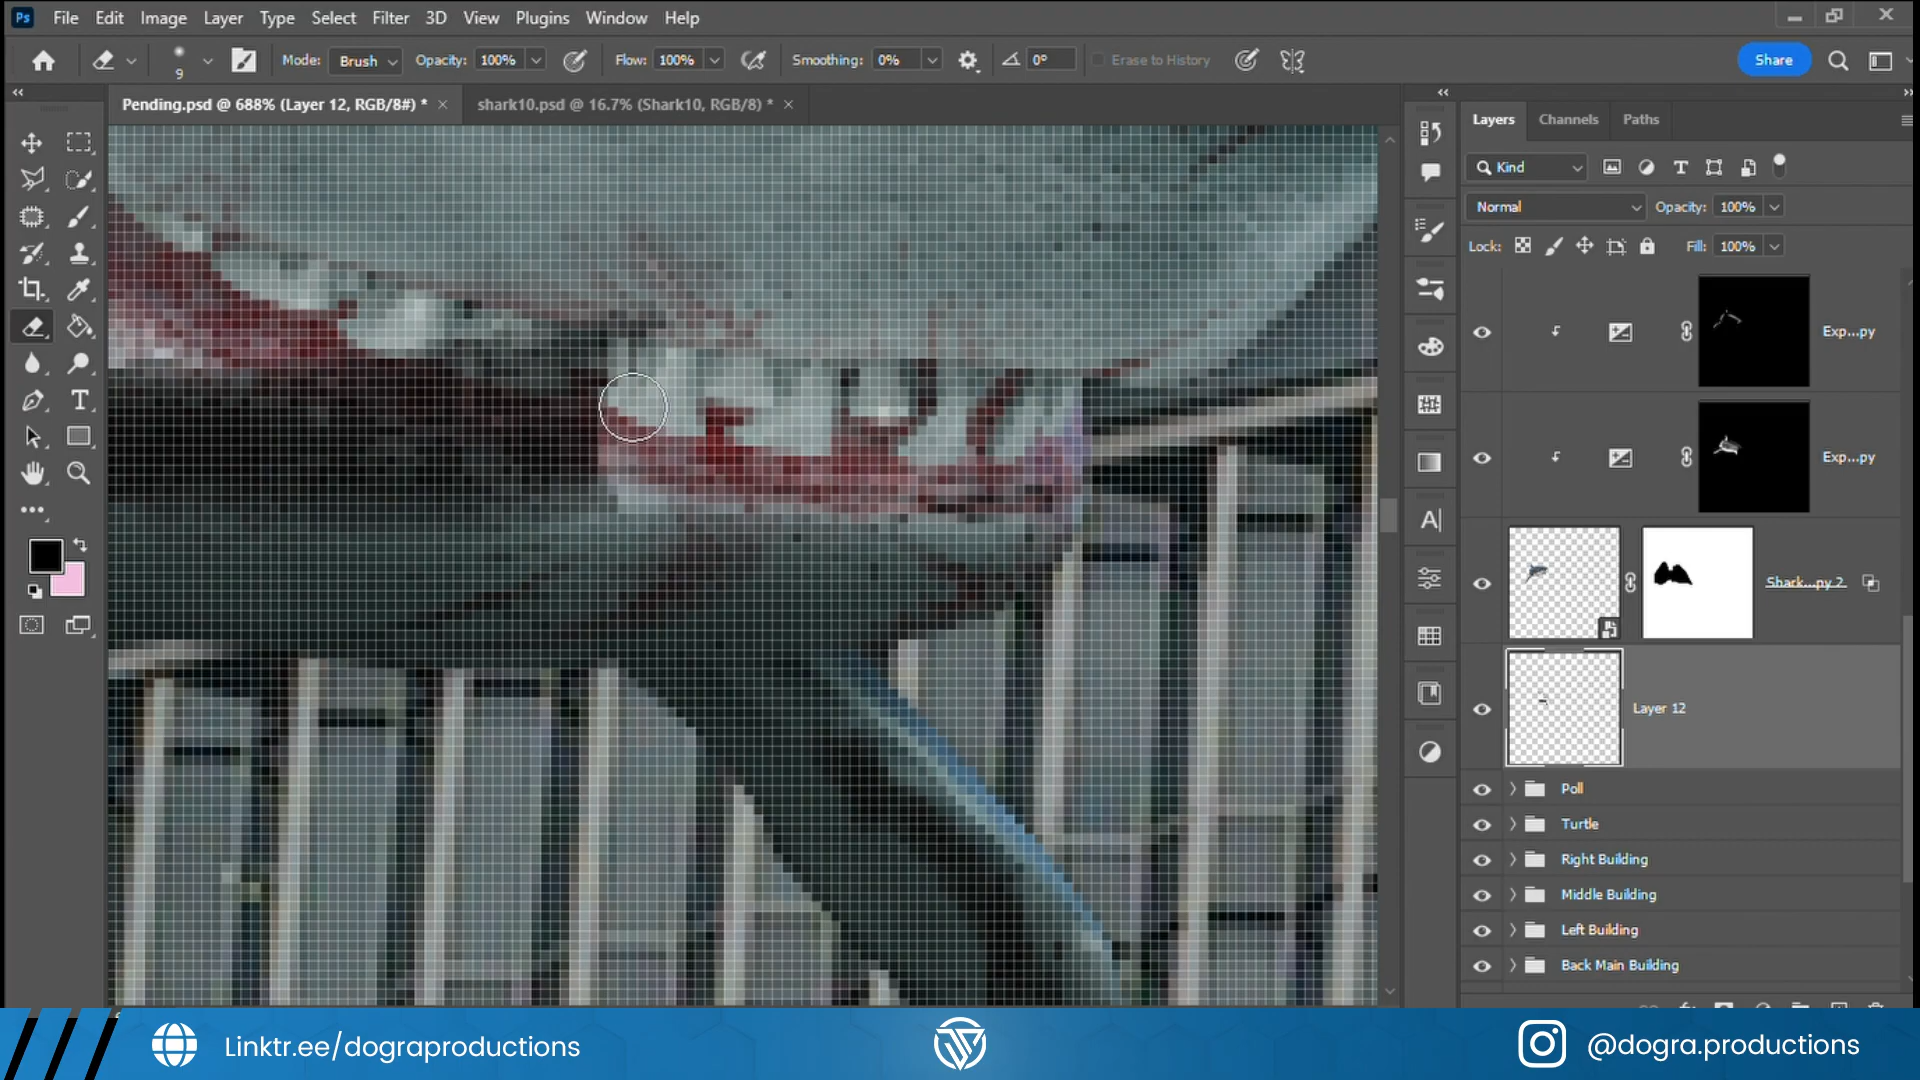 Ps File Edit Image Layer Type Select Filter 3D View Plugins Window Help
9 Mode: Brush Opacity: 100% Flow: 100% Smoothing: 0% 0° Erase to History Share
Pending.psd @ 688% (Layer 12, RGB/8#) * × shark10.psd @ 16.7% (Shark10, RGB/8) * ×
Layers Channels Paths
Kind
Normal Opacity: 100%
Lock: Fill: 100%
Exp...py
Exp...py
Shark...py 2
Layer 12
Poll
Turtle
Right Building
Middle Building
Left Building
Back Main Building
Linktr.ee/dograproductions
@dogra.productions